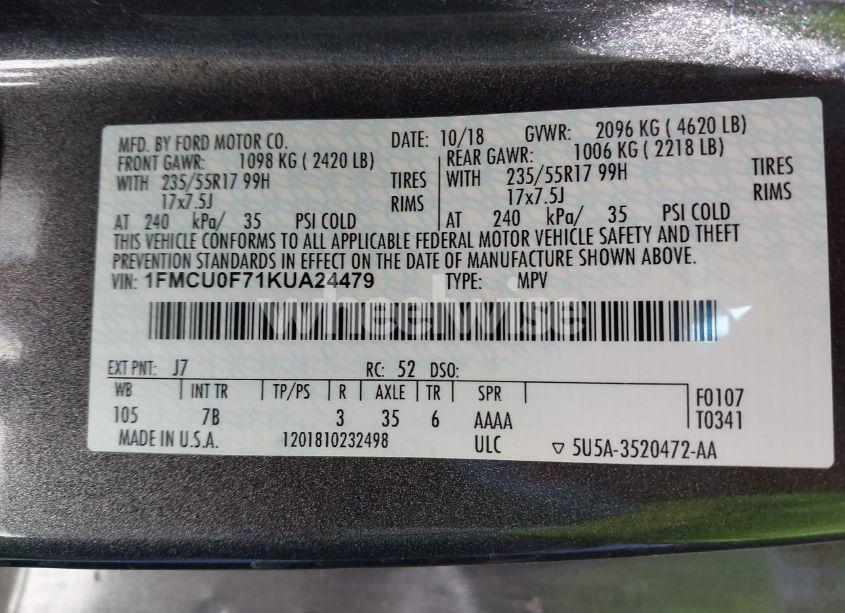 MFD. BY FORD MOTOR CO. DATE: 10/18 GVWR: 2096 KG ( 4620 LB)
FRONT GAWR: 1098 KG ( 2420 LB) REAR GAWR: 1006 KG ( 2218 LB)
WITH 235/55R17 99H TIRES WITH 235/55R17 99H TIRES
17x7.5J RIMS 17x7.5J RIMS
AT 240 kPa/ 35 PSI COLD AT 240 kPa/ 35 PSI COLD
THIS VEHICLE CONFORMS TO ALL APPLICABLE FEDERAL MOTOR VEHICLE SAFETY AND THEFT
PREVENTION STANDARDS IN EFFECT ON THE DATE OF MANUFACTURE SHOWN ABOVE.
VIN: 1FMCU0F71KUA24479 TYPE: MPV
wheelwise
EXT PNT: J7 RC: 52 DSO:
WB INT TR TP/PS R AXLE TR SPR F0107
105 7B 3 35 6 AAAA T0341
MADE IN U.S.A. 1201810232498 ULC ▽ 5U5A-3520472-AA